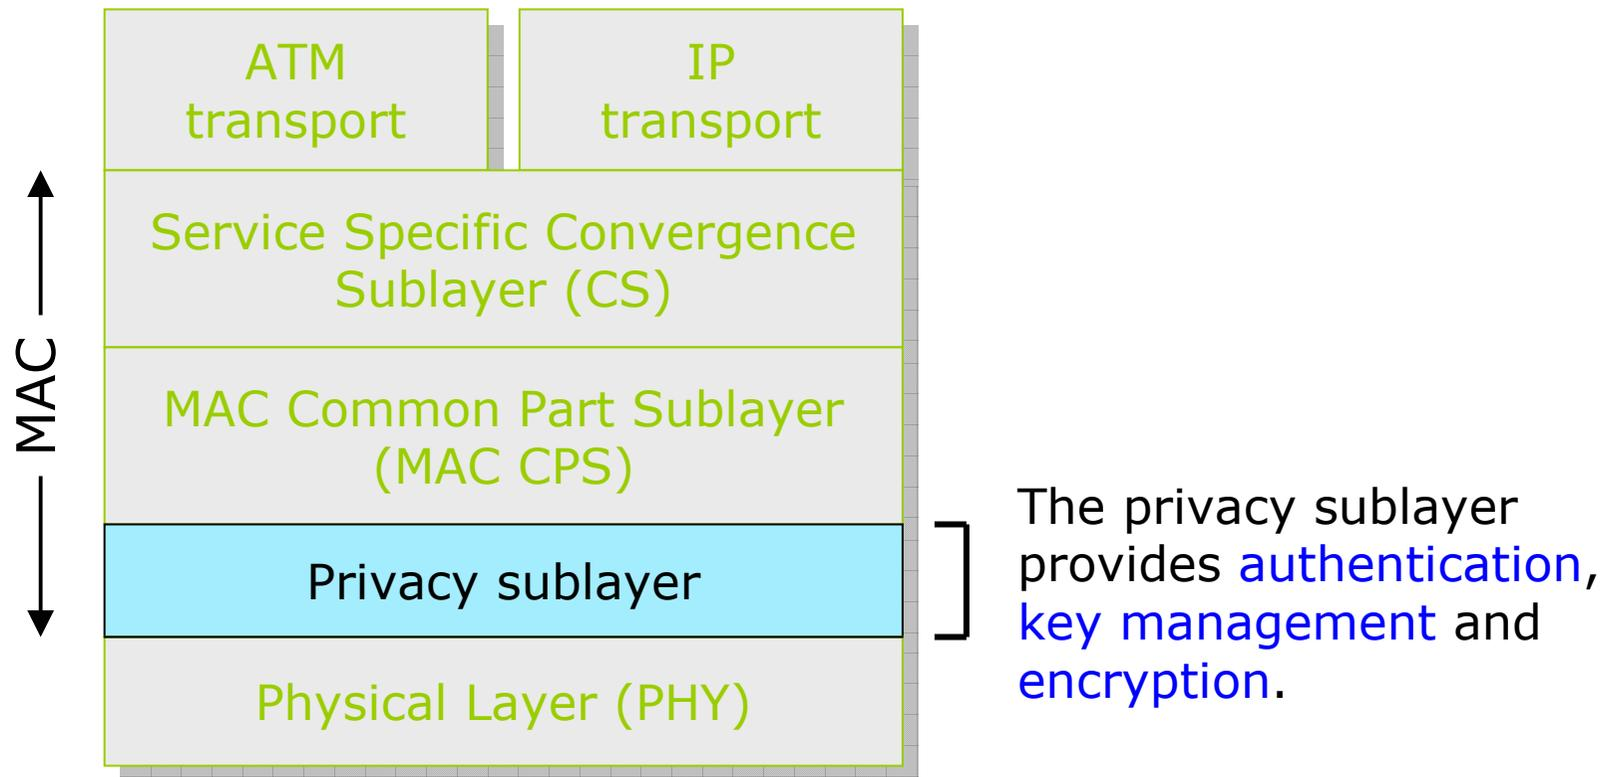 ATM
transport
IP
transport
Service Specific Convergence
Sublayer (CS)
MAC
MAC Common Part Sublayer
(MAC CPS)
Privacy sublayer
The privacy sublayer
provides authentication,
key management and
encryption.
Physical Layer (PHY)